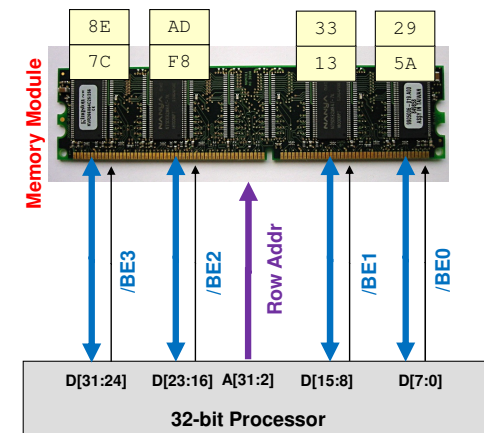 8E AD 33 29
7C F8 13 5A
Memory Module
/BE3
/BE2
Row Addr
/BE1
/BE0
D[31:24] D[23:16] A[31:2] D[15:8] D[7:0]
32-bit Processor